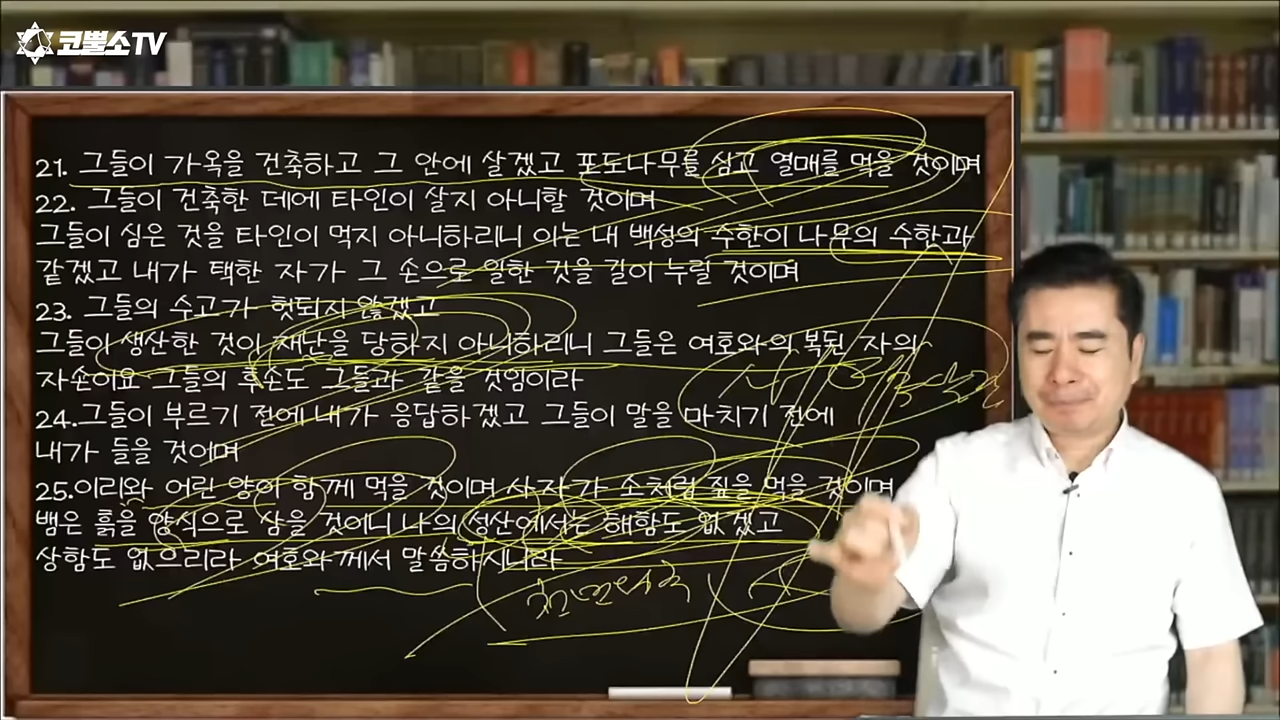 코뿔소TV
21. 그들이 가옥을 건축하고 그 안에 살겠고 포도나무를 심고 열매를 먹을 것이며
22. 그들이 건축한 데에 타인이 살지 아니할 것이며
그들이 심은 것을 타인이 먹지 아니하리니 이는 내 백성의 수한이 나무의 수한과
같겠고 내가 택한 자가 그 손으로 일한 것을 길이 누릴 것이며
23. 그들의 수고가 헛되지 않겠고
그들이 생산한 것이 재난을 당하지 아니하리니 그들은 여호와의 복된 자의
자손이요 그들의 후손도 그들과 같을 것임이라
24.그들이 부르기 전에 내가 응답하겠고 그들이 말을 마치기 전에
내가 들을 것이며
25.이리와 어린 양이 함께 먹을 것이며 사자가 소처럼 짚을 먹을 것이며
뱀은 흙을 양식으로 삼을 것이니 나의 성산에서는 해함도 없겠고
상함도 없으리라 여호와께서 말씀하시니라
천년왕국